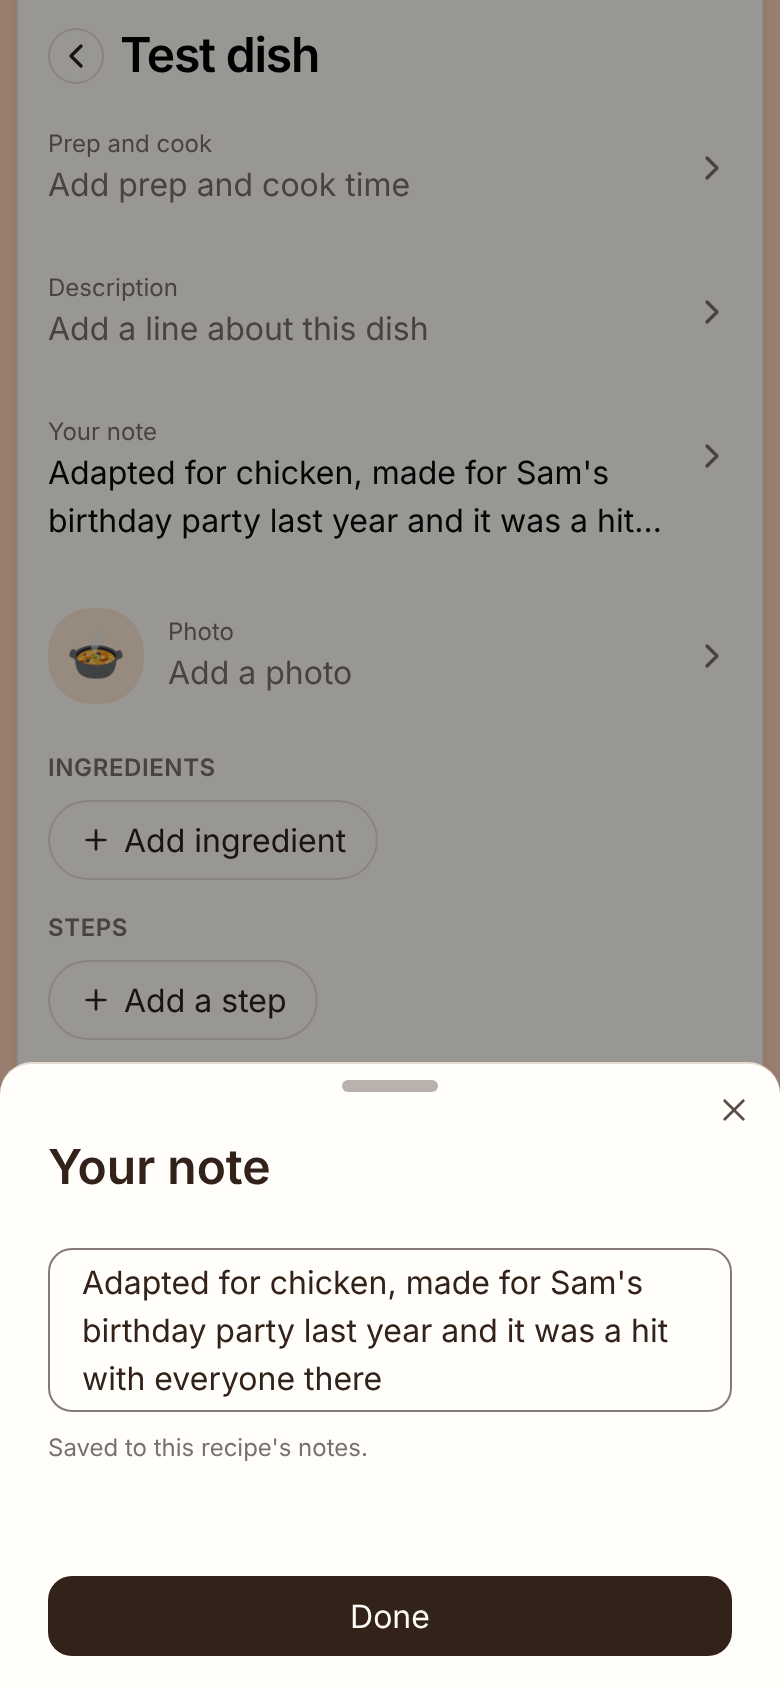 Test dish
Prep and cook
Add prep and cook time
Description
Add a line about this dish
Your note
Adapted for chicken, made for Sam's
birthday party last year and it was a hit...
Photo
Add a photo
INGREDIENTS
+ Add ingredient
STEPS
+ Add a step
Your note
Adapted for chicken, made for Sam's
birthday party last year and it was a hit
with everyone there
Saved to this recipe's notes.
Done